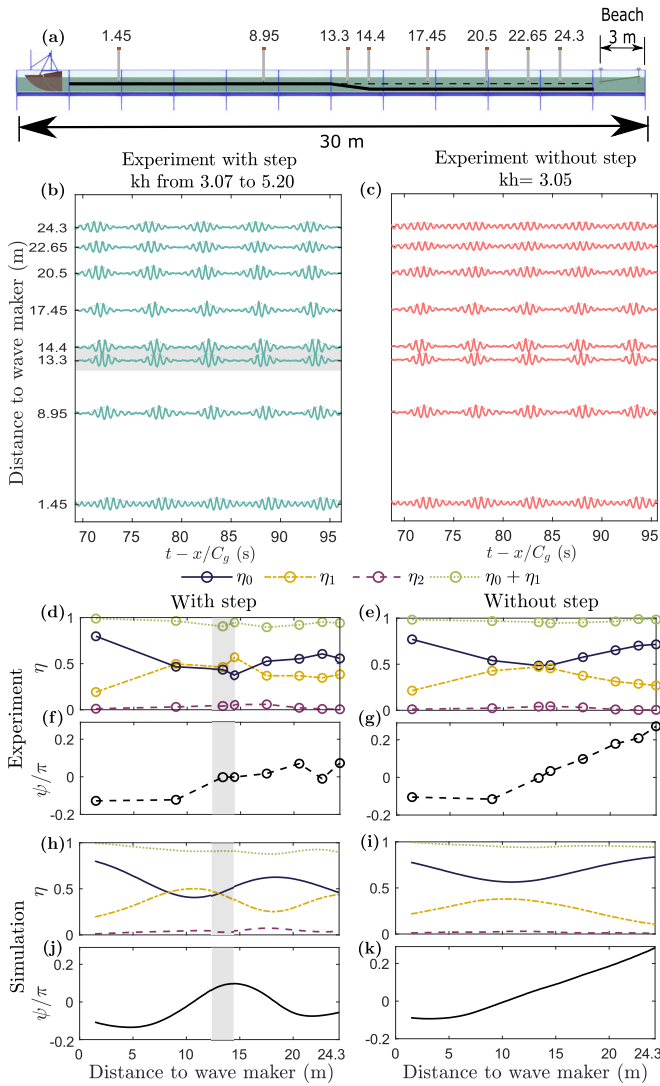 Beach
(a) 1.45 8.95 13.3 14.4 17.45 20.5 22.65 24.3 3 m
30 m
Experiment with step
kh from 3.07 to 5.20
Experiment without step
kh= 3.05
(b)
(c)
Distance to wave maker (m)
24.3
22.65
20.5
17.45
14.4
13.3
8.95
1.45
70 75 80 85 90 95
t − x/C_g (s)
70 75 80 85 90 95
t − x/C_g (s)
η₀ η₁ η₂ η₀ + η₁
With step
Without step
Experiment
(d)
1
0.5
0
η
(e)
1
0.5
0
(f)
0.2
0
-0.2
ψ/π
(g)
0.2
0
-0.2
Simulation
(h)
1
0.5
0
η
(i)
1
0.5
0
(j)
0.2
0
-0.2
ψ/π
(k)
0.2
0
-0.2
0 5 10 15 20 24.3
Distance to wave maker (m)
0 5 10 15 20 24.3
Distance to wave maker (m)